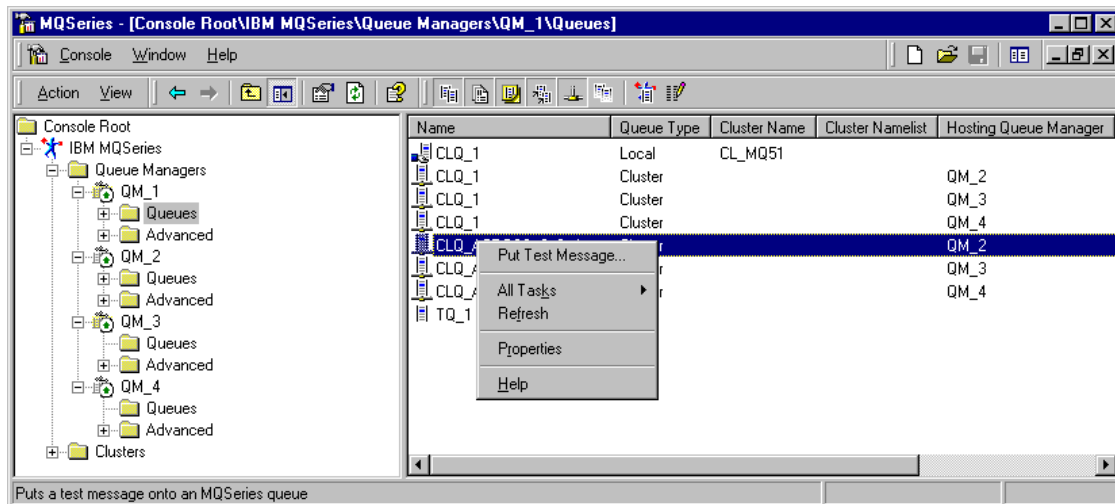 MQSeries - [Console Root\IBM MQSeries\Queue Managers\QM_1\Queues]
Console Window Help
Action View
Console Root
IBM MQSeries
Queue Managers
QM_1
Queues
Advanced
QM_2
Queues
Advanced
QM_3
Queues
Advanced
QM_4
Queues
Advanced
Clusters
Name Queue Type Cluster Name Cluster Namelist Hosting Queue Manager
CLQ_1 Local CL_MQ51
CLQ_1 Cluster QM_2
CLQ_1 Cluster QM_3
CLQ_1 Cluster QM_4
QM_2
QM_3
QM_4
TQ_1
Put Test Message...
All Tasks
Refresh
Properties
Help
Puts a test message onto an MQSeries queue